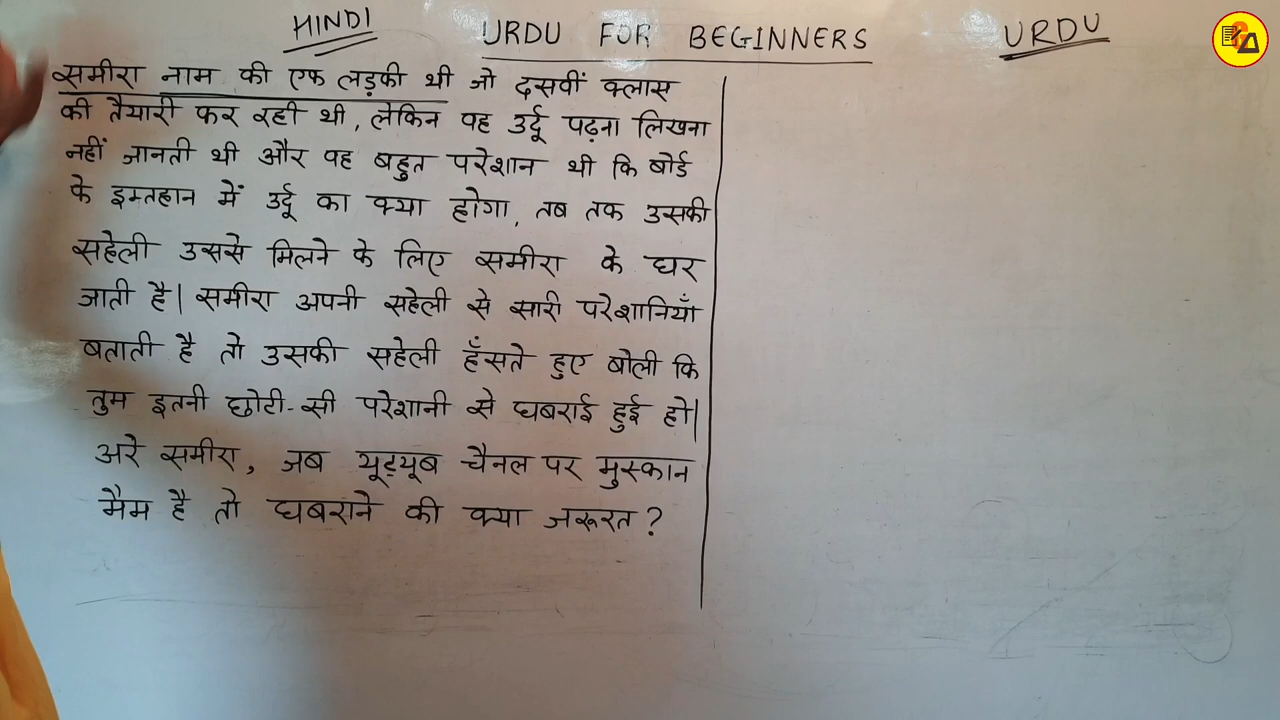 HINDI
URDU FOR BEGINNERS
URDU
समीरा नाम की एक लड़की थी जो दसवीं क्लास
की तैयारी कर रही थी, लेकिन वह उर्दू पढ़ना लिखना
नहीं जानती थी और वह बहुत परेशान थी कि बोर्ड
के इम्तहान में उर्दू का क्या होगा, तब तक उसकी
सहेली उससे मिलने के लिए समीरा के घर
जाती है| समीरा अपनी सहेली से सारी परेशानियाँ
बताती है तो उसकी सहेली हँसते हुए बोली कि
तुम इतनी छोटी-सी परेशानी से घबराई हुई हो|
अरे समीरा, जब यूट्यूब चैनल पर मुस्कान
मैम है तो घबराने की क्या जरूरत?